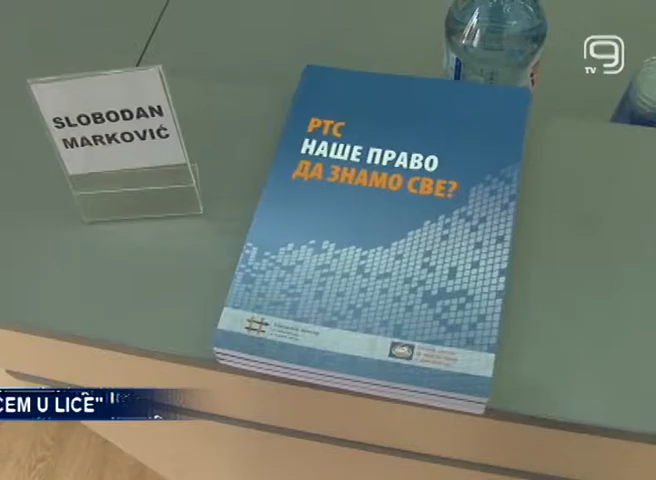 9
TV
SLOBODAN
MARKOVIĆ
РТС
НАШЕ ПРАВО
ДА ЗНАМО СВЕ?
CEM U LICE"